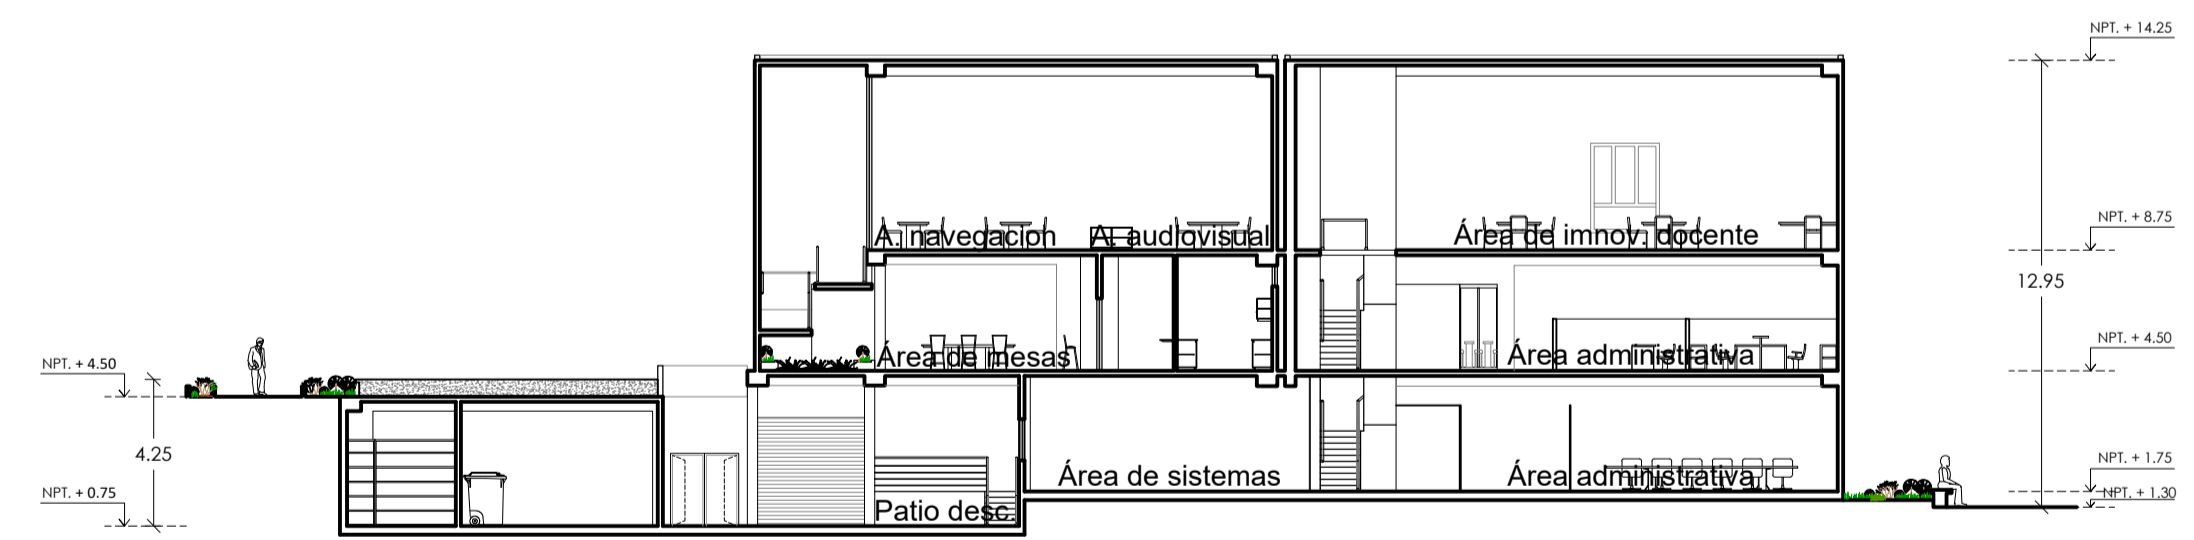 NPT. + 14.25
NPT. + 8.75
A. navegacion
A. audiovisual
Área de imnov. docente
12.95
NPT. + 4.50
Área de mesas
Área administrativa
NPT. + 4.50
4.25
NPT. + 1.75
Área de sistemas
Área administrativa
NPT. + 0.75
NPT. + 1.30
Patio desc.